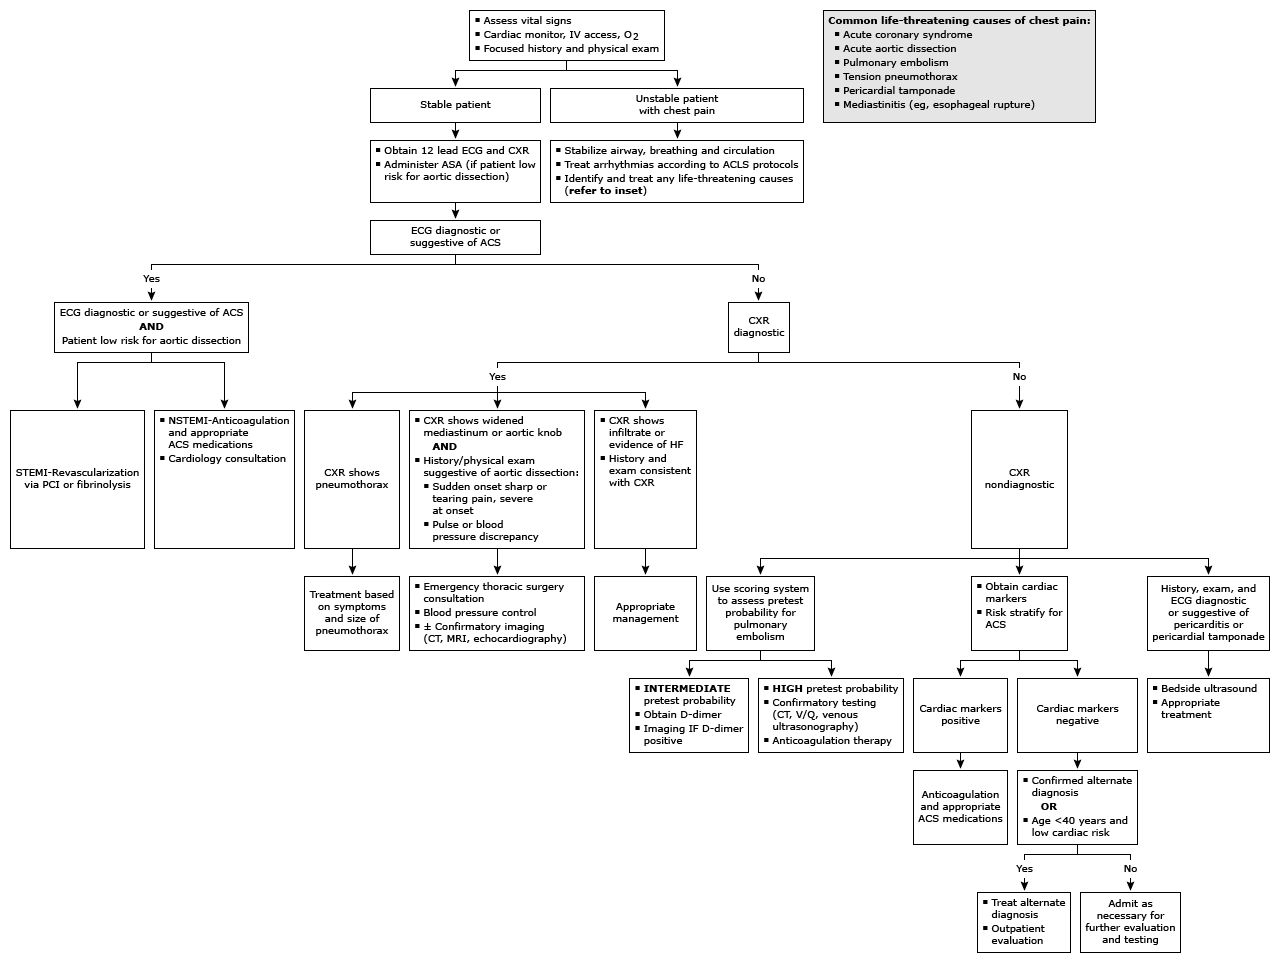 ▪ Assess vital signs
▪ Cardiac monitor, IV access, O2
▪ Focused history and physical exam
Common life-threatening causes of chest pain:
▪ Acute coronary syndrome
▪ Acute aortic dissection
▪ Pulmonary embolism
▪ Tension pneumothorax
▪ Pericardial tamponade
▪ Mediastinitis (eg, esophageal rupture)
Stable patient
Unstable patient
with chest pain
▪ Obtain 12 lead ECG and CXR
▪ Administer ASA (if patient low
risk for aortic dissection)
▪ Stabilize airway, breathing and circulation
▪ Treat arrhythmias according to ACLS protocols
▪ Identify and treat any life-threatening causes
(refer to inset)
ECG diagnostic or
suggestive of ACS
Yes
No
ECG diagnostic or suggestive of ACS
AND
Patient low risk for aortic dissection
CXR
diagnostic
Yes
No
STEMI-Revascularization
via PCI or fibrinolysis
▪ NSTEMI-Anticoagulation
and appropriate
ACS medications
▪ Cardiology consultation
CXR shows
pneumothorax
▪ CXR shows widened
mediastinum or aortic knob
AND
▪ History/physical exam
suggestive of aortic dissection:
▪ Sudden onset sharp or
tearing pain, severe
at onset
▪ Pulse or blood
pressure discrepancy
▪ CXR shows
infiltrate or
evidence of HF
▪ History and
exam consistent
with CXR
CXR
nondiagnostic
Treatment based
on symptoms
and size of
pneumothorax
▪ Emergency thoracic surgery
consultation
▪ Blood pressure control
▪ ± Confirmatory imaging
(CT, MRI, echocardiography)
Appropriate
management
Use scoring system
to assess pretest
probability for
pulmonary
embolism
▪ Obtain cardiac
markers
▪ Risk stratify for
ACS
History, exam, and
ECG diagnostic
or suggestive of
pericarditis or
pericardial tamponade
▪ INTERMEDIATE
pretest probability
▪ Obtain D-dimer
▪ Imaging IF D-dimer
positive
▪ HIGH pretest probability
▪ Confirmatory testing
(CT, V/Q, venous
ultrasonography)
▪ Anticoagulation therapy
Cardiac markers
positive
Cardiac markers
negative
▪ Bedside ultrasound
▪ Appropriate
treatment
Anticoagulation
and appropriate
ACS medications
▪ Confirmed alternate
diagnosis
OR
▪ Age <40 years and
low cardiac risk
Yes
No
▪ Treat alternate
diagnosis
▪ Outpatient
evaluation
Admit as
necessary for
further evaluation
and testing